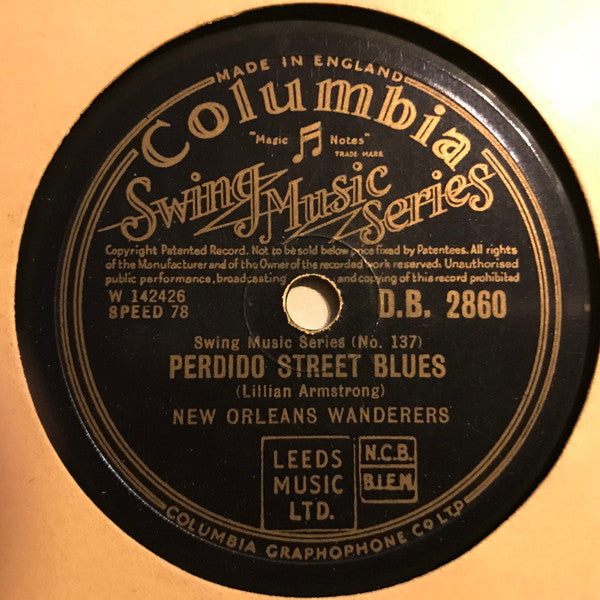 MADE IN ENGLAND
Columbia
"Magic Notes"
TRADE MARK
Swing Music Series
Copyright Patented Record. Not to be sold below price fixed by Patentees. All rights
of the Manufacturer and of the Owner of the recorded work reserved. Unauthorised
public performance, broadcasting and copying of this record prohibited
W 142426 D.B. 2860
SPEED 78
Swing Music Series (No. 137)
PERDIDO STREET BLUES
(Lillian Armstrong)
NEW ORLEANS WANDERERS
LEEDS
MUSIC
LTD.
N.C.B.
B.I.E.M.
COLUMBIA GRAPHOPHONE CO LTD